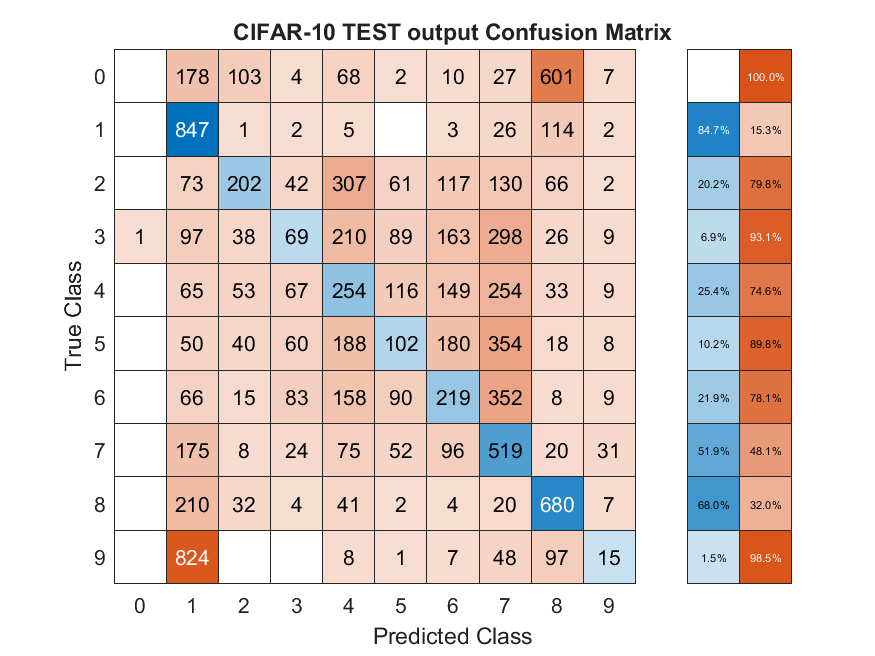 CIFAR-10 TEST output Confusion Matrix
0 178 103 4 68 2 10 27 601 7 100.0%
1 847 1 2 5 3 26 114 2 84.7% 15.3%
2 73 202 42 307 61 117 130 66 2 20.2% 79.8%
3 1 97 38 69 210 89 163 298 26 9 6.9% 93.1%
4 65 53 67 254 116 149 254 33 9 25.4% 74.6%
5 50 40 60 188 102 180 354 18 8 10.2% 89.8%
6 66 15 83 158 90 219 352 8 9 21.9% 78.1%
7 175 8 24 75 52 96 519 20 31 51.9% 48.1%
8 210 32 4 41 2 4 20 680 7 68.0% 32.0%
9 824 8 1 7 48 97 15 1.5% 98.5%
0 1 2 3 4 5 6 7 8 9
Predicted Class
True Class